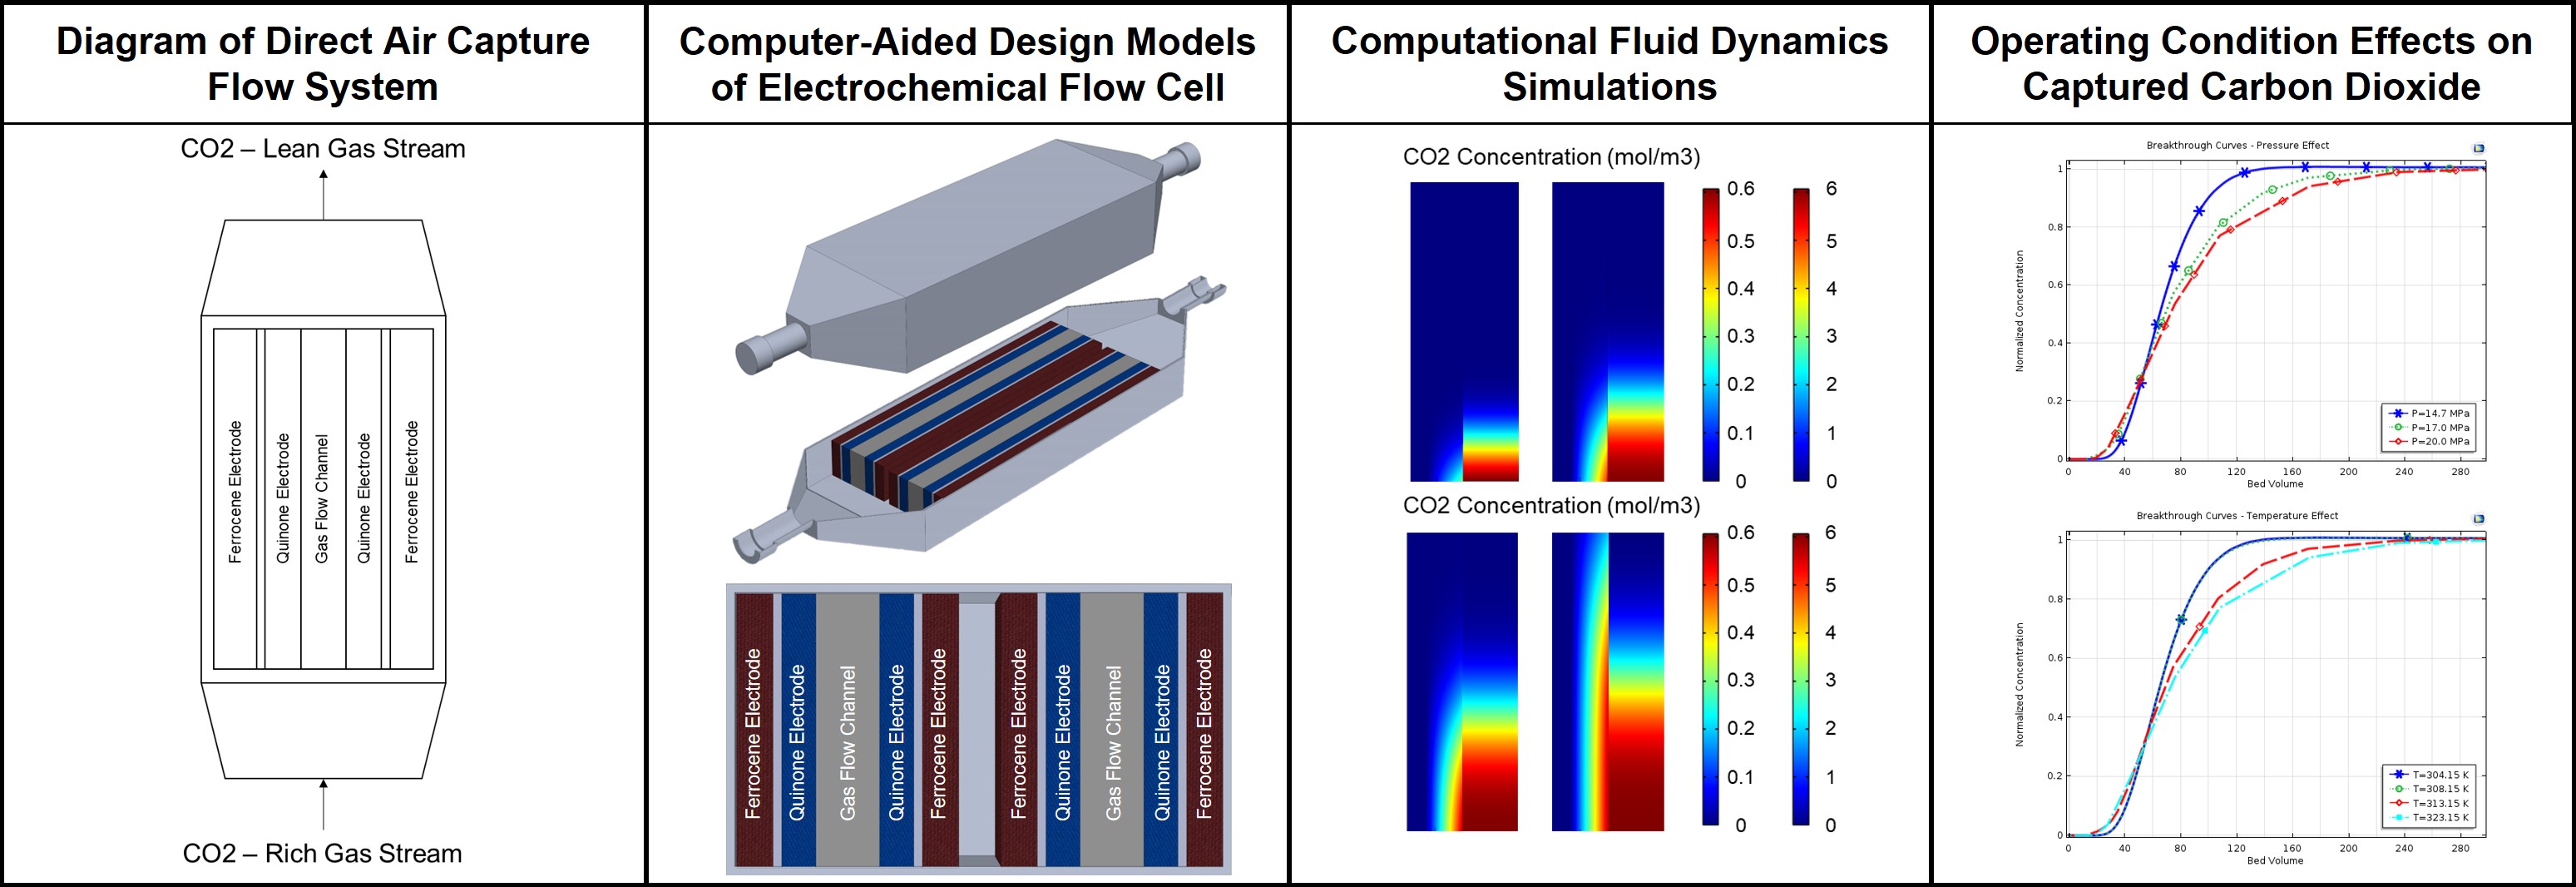 Diagram of Direct Air Capture
Flow System
CO2 – Lean Gas Stream
Ferrocene Electrode
Quinone Electrode
Gas Flow Channel
Quinone Electrode
Ferrocene Electrode
CO2 – Rich Gas Stream
Computer-Aided Design Models
of Electrochemical Flow Cell
Ferrocene Electrode
Quinone Electrode
Gas Flow Channel
Quinone Electrode
Ferrocene Electrode
Ferrocene Electrode
Quinone Electrode
Gas Flow Channel
Quinone Electrode
Ferrocene Electrode
Computational Fluid Dynamics
Simulations
CO2 Concentration (mol/m3)
0.6 6
0.5 5
0.4 4
0.3 3
0.2 2
0.1 1
0 0
CO2 Concentration (mol/m3)
0.6 6
0.5 5
0.4 4
0.3 3
0.2 2
0.1 1
0 0
Operating Condition Effects on
Captured Carbon Dioxide
Breakthrough Curves - Pressure Effect
Normalized Concentration
1
0.8
0.6
0.4
0.2
0
P=14.7 MPa
P=17.0 MPa
P=20.0 MPa
0 40 80 120 160 200 240 280
Bed Volume
Breakthrough Curves - Temperature Effect
Normalized Concentration
1
0.8
0.6
0.4
0.2
0
T=304.15 K
T=308.15 K
T=313.15 K
T=323.15 K
0 40 80 120 160 200 240 280
Bed Volume